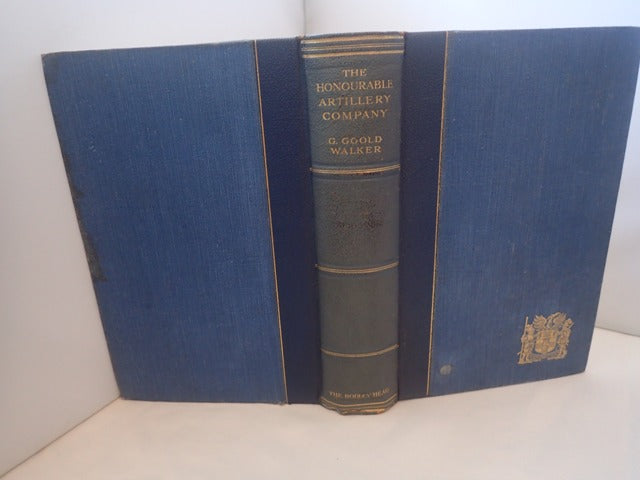 THE
HONOURABLE
ARTILLERY
COMPANY
G. GOOLD
WALKER
THE BODLEY HEAD